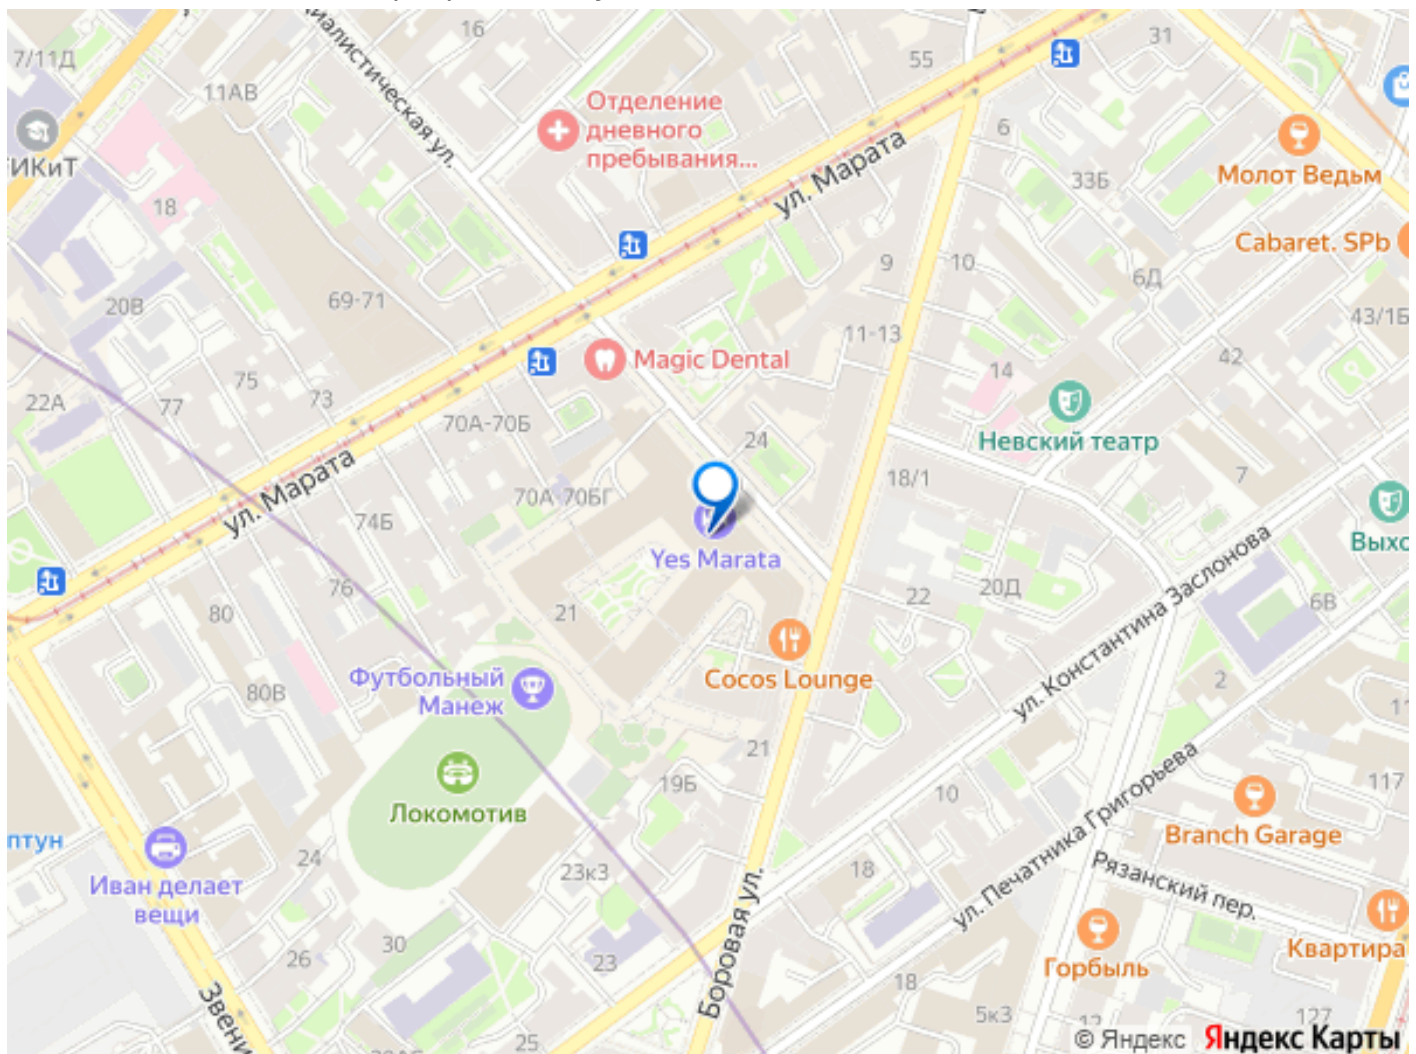 16
31
55
7/11Д
11АВ
Отделение
дневного
пребывания...
ул. Марата
6
33Б
Молот Ведьм
ИКиТ
18
Социалистическая ул.
Cabaret. SPb
9
10
6Д
20В
69-71
43/1Б
11-13
42
Magic Dental
75
73
14
22А
77
70А-70Б
24
Невский театр
ул. Марата
70А 70БГ
18/1
7
74Б
Yes Marata
Выхо
76
80
21
22
20Д
6В
ул. Константина Заслонова
Футбольный
Манеж
Cocos Lounge
2
80В
11
21
19Б
Локомотив
10
117
птун
Branch Garage
ул. Печатника Григорьева
Иван делает
вещи
24
23к3
18
Рязанский пер.
Боровая ул.
26
30
23
Квартира
Горбыль
18
Звени
25
5к3
127
© Яндекс Яндекс Карты